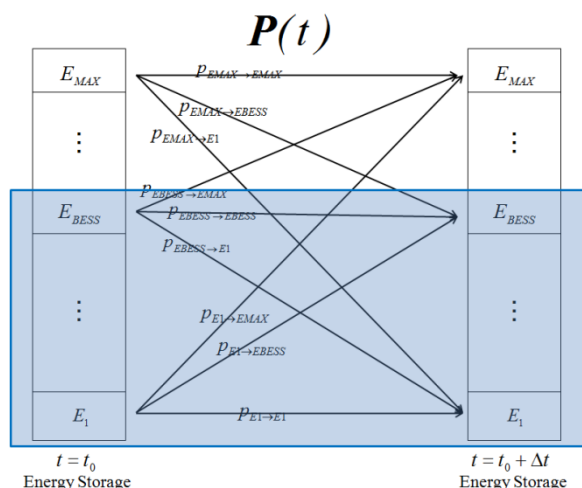 P(t)
E_MAX
p_EMAX→EMAX
E_MAX
p_EMAX→EBESS
⋮
p_EMAX→E1
⋮
p_EBESS→EMAX
E_BESS
p_EBESS→EBESS
E_BESS
p_EBESS→E1
⋮
p_E1→EMAX
⋮
p_E1→EBESS
E_1
p_E1→E1
E_1
t = t_0
t = t_0 + Δt
Energy Storage
Energy Storage